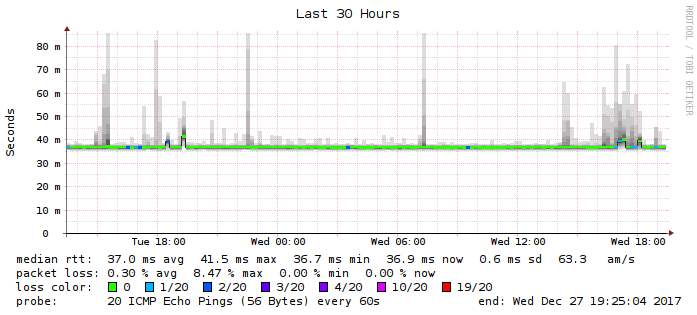 Last 30 Hours
RRDTOOL / TOBI OETIKER
Seconds
80 m
70 m
60 m
50 m
40 m
30 m
20 m
10 m
0
Tue 18:00 Wed 00:00 Wed 06:00 Wed 12:00 Wed 18:00
median rtt: 37.0 ms avg 41.5 ms max 36.7 ms min 36.9 ms now 0.6 ms sd 63.3 am/s
packet loss: 0.30 % avg 8.47 % max 0.00 % min 0.00 % now
loss color: 0 1/20 2/20 3/20 4/20 10/20 19/20
probe: 20 ICMP Echo Pings (56 Bytes) every 60s end: Wed Dec 27 19:25:04 2017